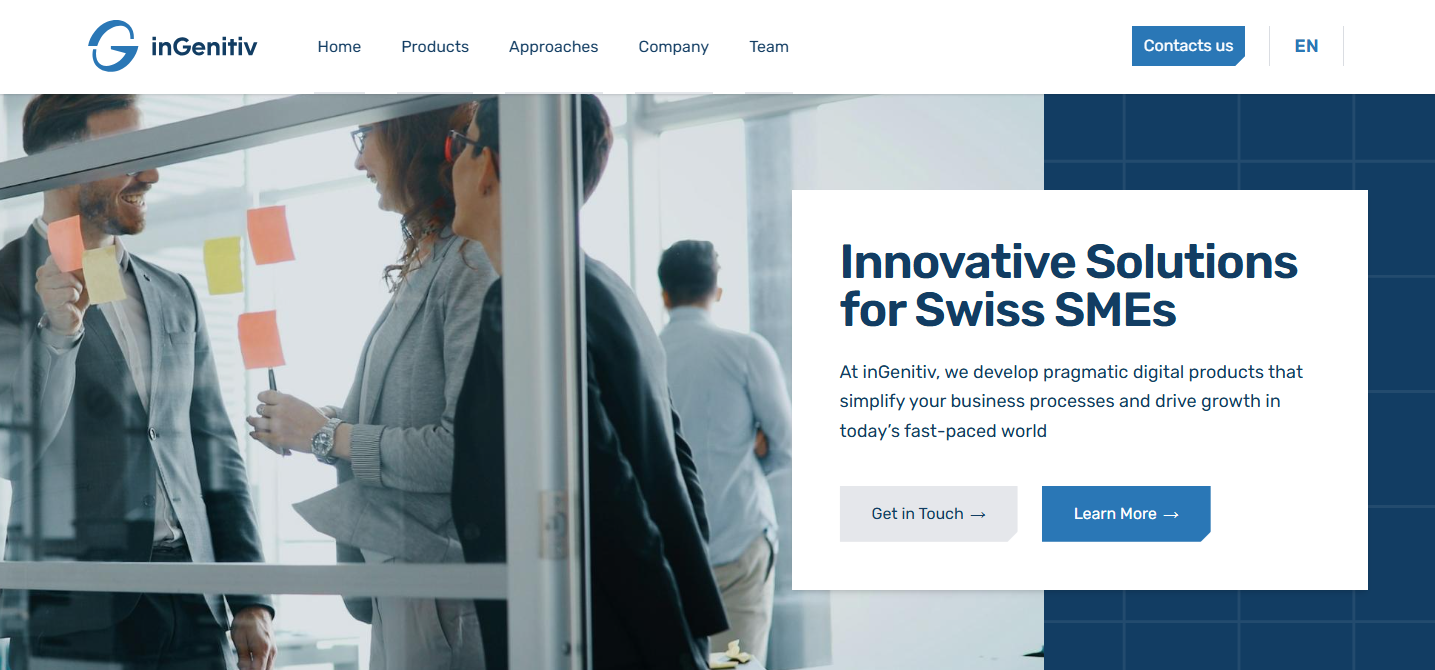 inGenitiv
Home
Products
Approaches
Company
Team
Contacts us
EN
Innovative Solutions
for Swiss SMEs
At inGenitiv, we develop pragmatic digital products that
simplify your business processes and drive growth in
today’s fast-paced world
Get in Touch →
Learn More →